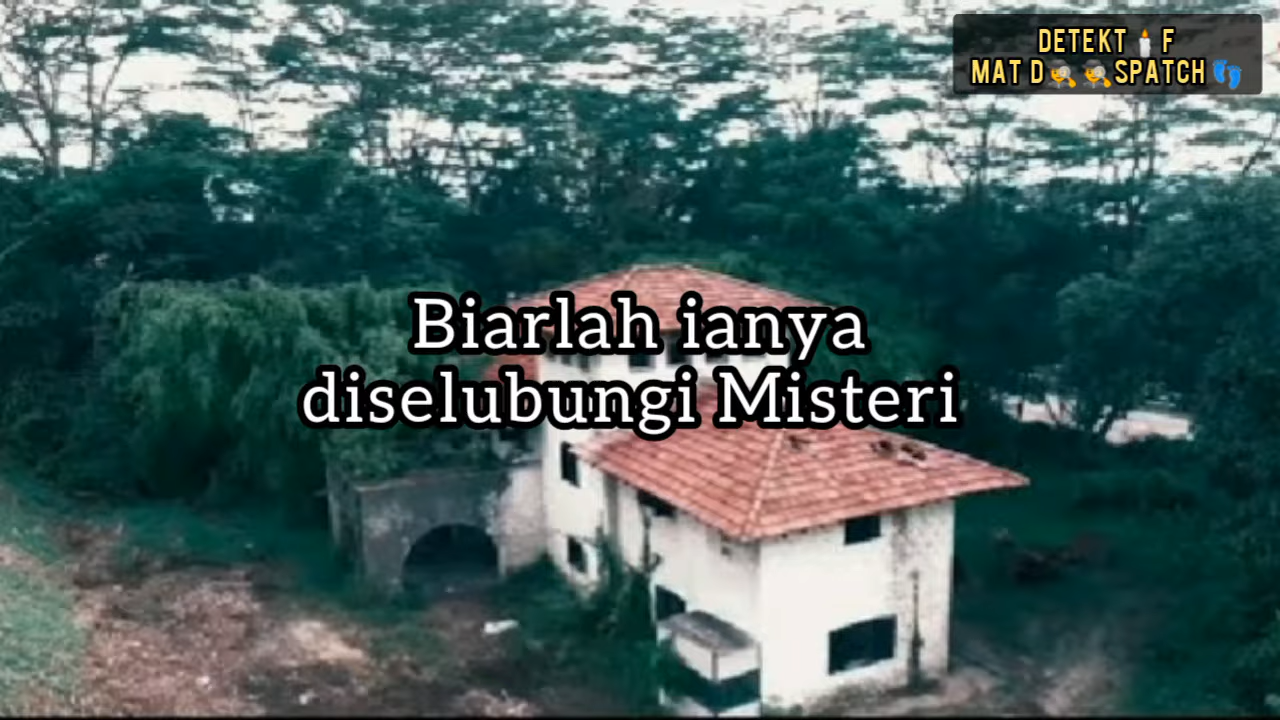 DETEKT🕯️F
MAT D🕵️🕵️SPATCH 👣
Biarlah ianya
diselubungi Misteri